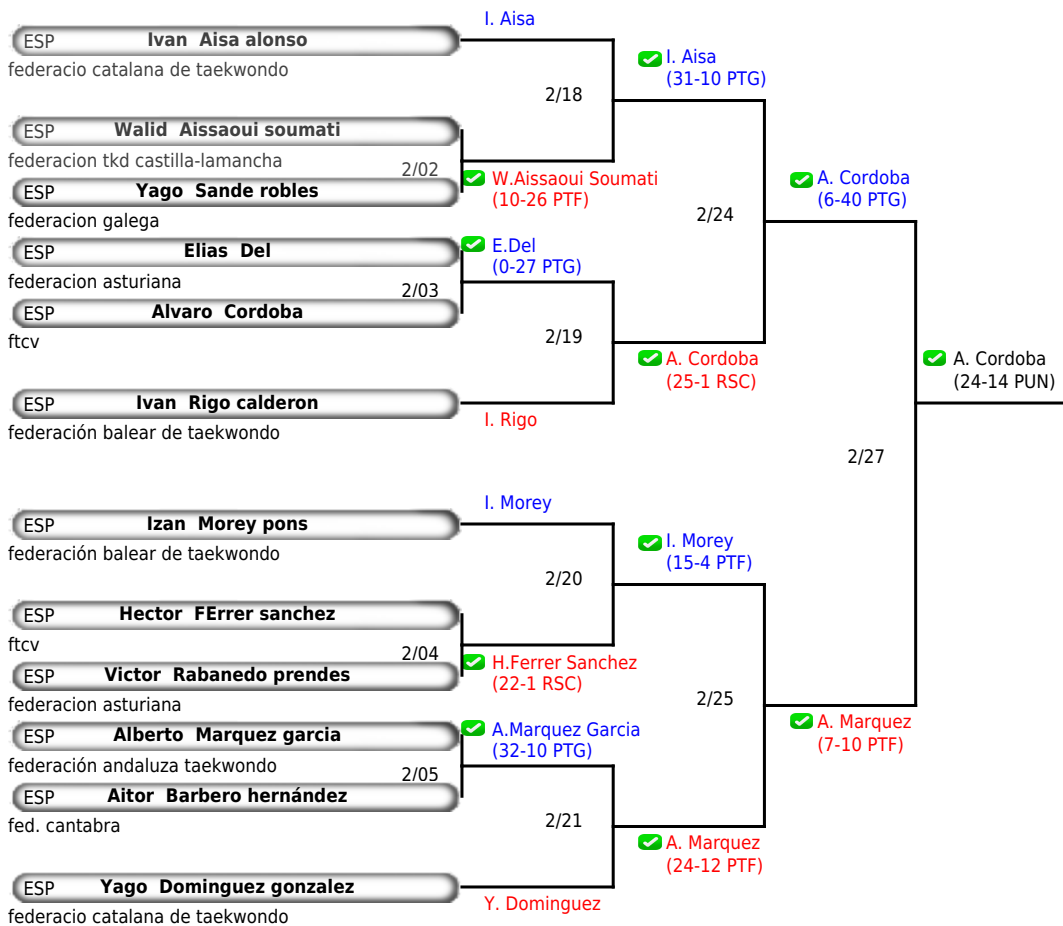 I. Aisa
ESP Ivan Aisa alonso
federacio catalana de taekwondo
I. Aisa
(31-10 PTG)
2/18
ESP Walid Aissaoui soumati
federacion tkd castilla-lamancha
2/02
W.Aissaoui Soumati
(10-26 PTF)
ESP Yago Sande robles
federacion galega
A. Cordoba
(6-40 PTG)
2/24
ESP Elias Del
federacion asturiana
E.Del
(0-27 PTG)
2/03
ESP Alvaro Cordoba
ftcv
2/19
A. Cordoba
(25-1 RSC)
A. Cordoba
(24-14 PUN)
ESP Ivan Rigo calderon
federación balear de taekwondo
I. Rigo
2/27
I. Morey
ESP Izan Morey pons
federación balear de taekwondo
I. Morey
(15-4 PTF)
2/20
ESP Hector FErrer sanchez
ftcv
2/04
H.Ferrer Sanchez
(22-1 RSC)
ESP Victor Rabanedo prendes
federacion asturiana
2/25
A. Marquez
(7-10 PTF)
ESP Alberto Marquez garcia
federación andaluza taekwondo
A.Marquez Garcia
(32-10 PTG)
2/05
ESP Aitor Barbero hernández
fed. cantabra
2/21
A. Marquez
(24-12 PTF)
ESP Yago Dominguez gonzalez
federacio catalana de taekwondo
Y. Dominguez